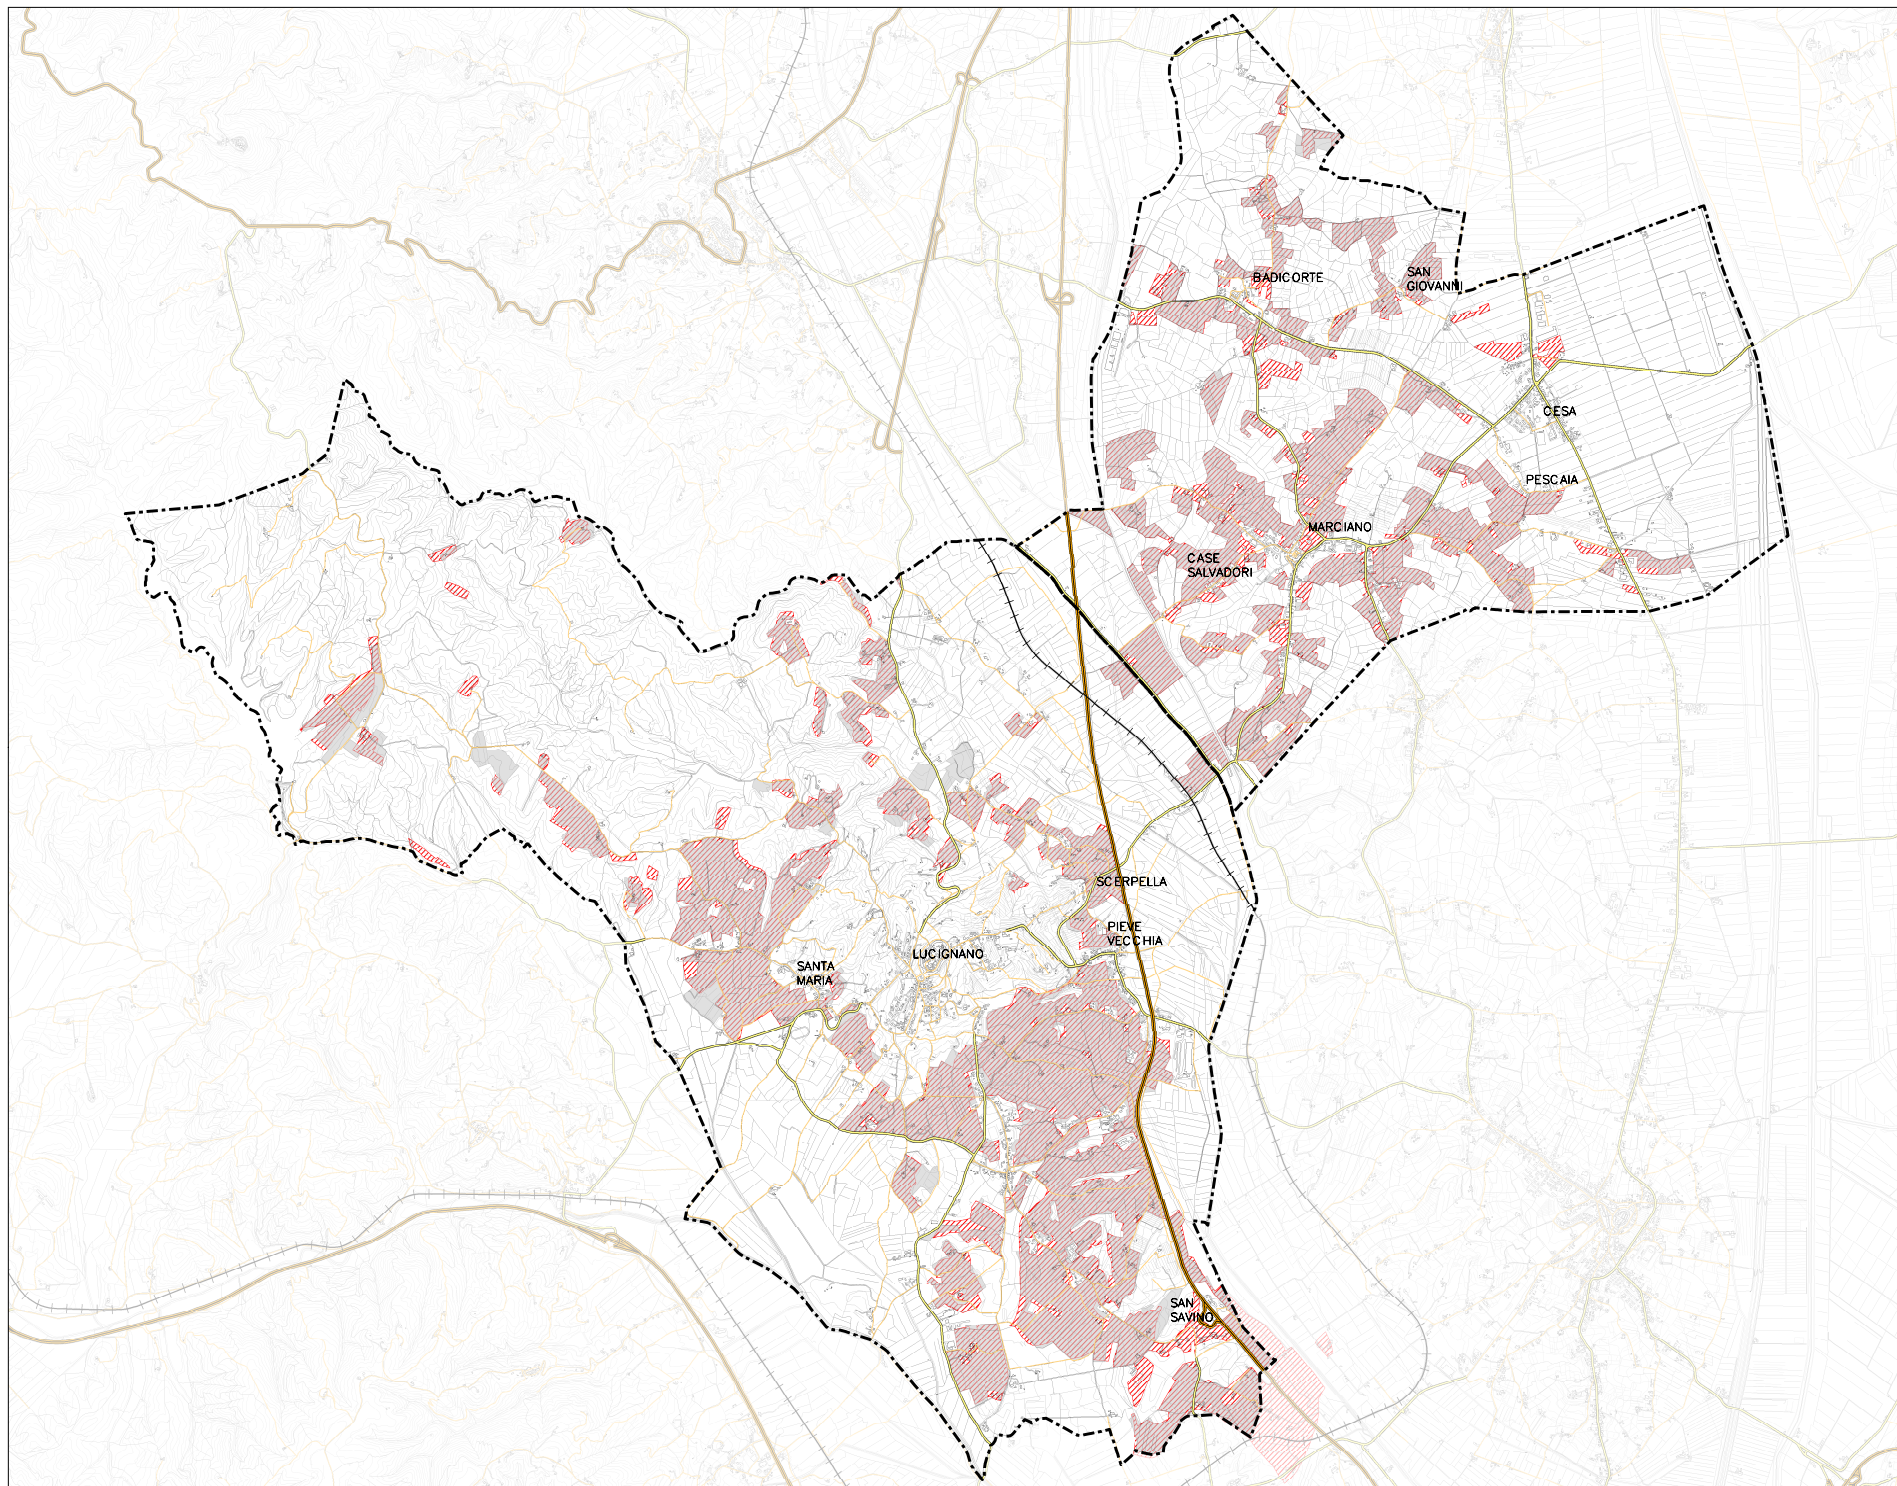 BADICORTE
SAN
GIOVANNI
CESA
PESCAIA
MARCIANO
CASE
SALVADORI
SCERPELLA
PIEVE
VECCHIA
LUCIGNANO
SANTA
MARIA
SAN
SAVINO